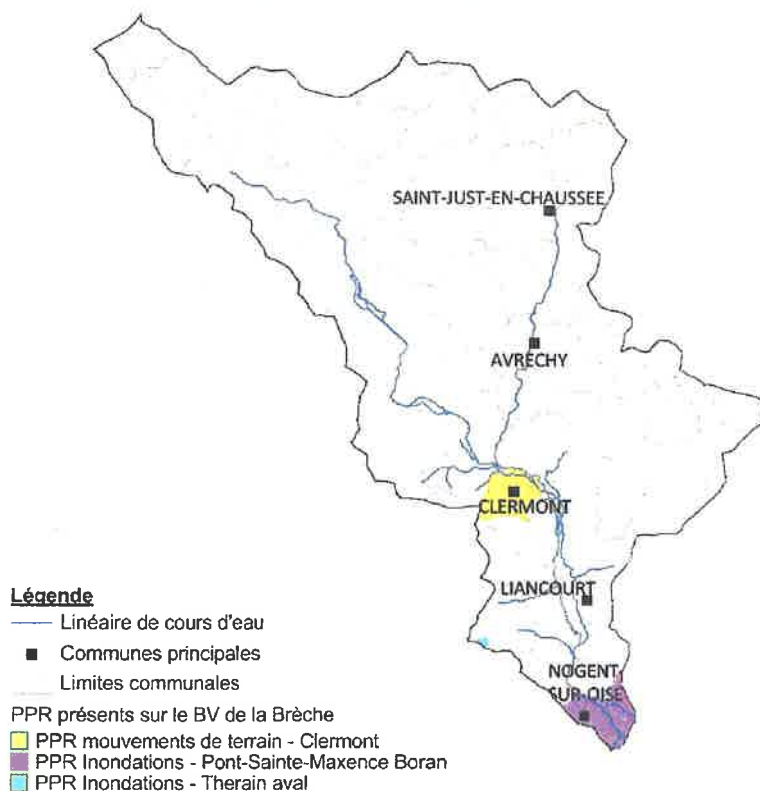 SAINT-JUST-EN-CHAUSSEE
AVRECHY
CLERMONT
LIANCOURT
NOGENT
SUR-OISE
Légende
Linéaire de cours d'eau
Communes principales
Limites communales
PPR présents sur le BV de la Brèche
PPR mouvements de terrain - Clermont
PPR Inondations - Pont-Sainte-Maxence Boran
PPR Inondations - Therain aval